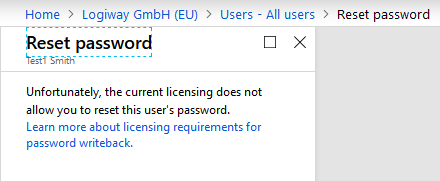 Home > Logiway GmbH (EU) > Users - All users > Reset password
Reset password
Test1 Smith
Unfortunately, the current licensing does not
allow you to reset this user's password.
Learn more about licensing requirements for
password writeback.